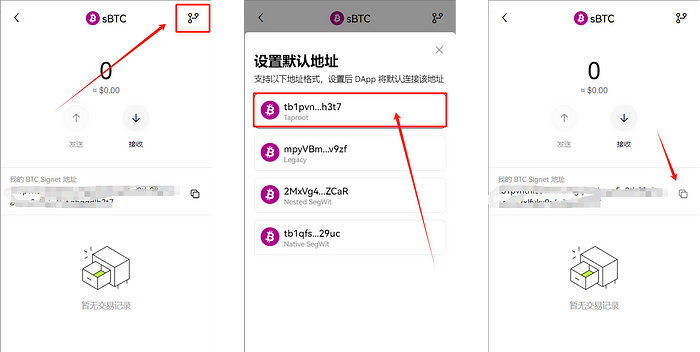 sBTC
0
≈ $0.00
发送
接收
我的 BTC Signet 地址
暂无交易记录
sBTC
设置默认地址
支持以下地址格式，设置后 DApp 将默认连接该地址
tb1pvn...h3t7
Taproot
mpyVBm...v9zf
Legacy
2MxVg4...ZCaR
Nested SegWit
tb1qfs...29uc
Native SegWit
sBTC
0
≈ $0.00
发送
接收
我的 BTC Signet 地址
暂无交易记录